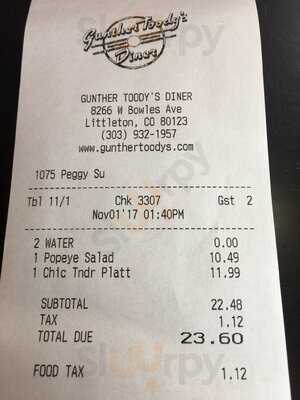 Gunther Toody's
Diner
GUNTHER TOODY'S DINER
8266 W Bowles Ave
Littleton, CO 80123
(303) 932-1957
www.gunthertoodys.com
1075 Peggy Su
Tbl 11/1 Chk 3307 Gst 2
Nov01'17 01:40PM
2 WATER 0.00
1 Popeye Salad 10.49
1 Chic Tndr Platt 11.99
SUBTOTAL 22.48
TAX 1.12
TOTAL DUE 23.60
FOOD TAX 1.12
sluurpy